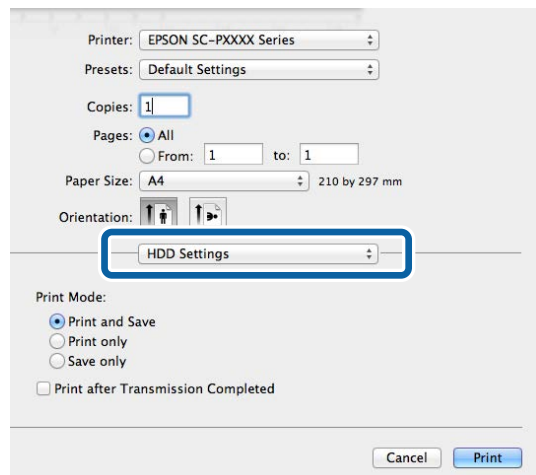 Printer: EPSON SC-PXXXX Series
Presets: Default Settings
Copies: 1
Pages: All
From: 1 to: 1
Paper Size: A4 210 by 297 mm
Orientation:
HDD Settings
Print Mode:
Print and Save
Print only
Save only
Print after Transmission Completed
Cancel Print